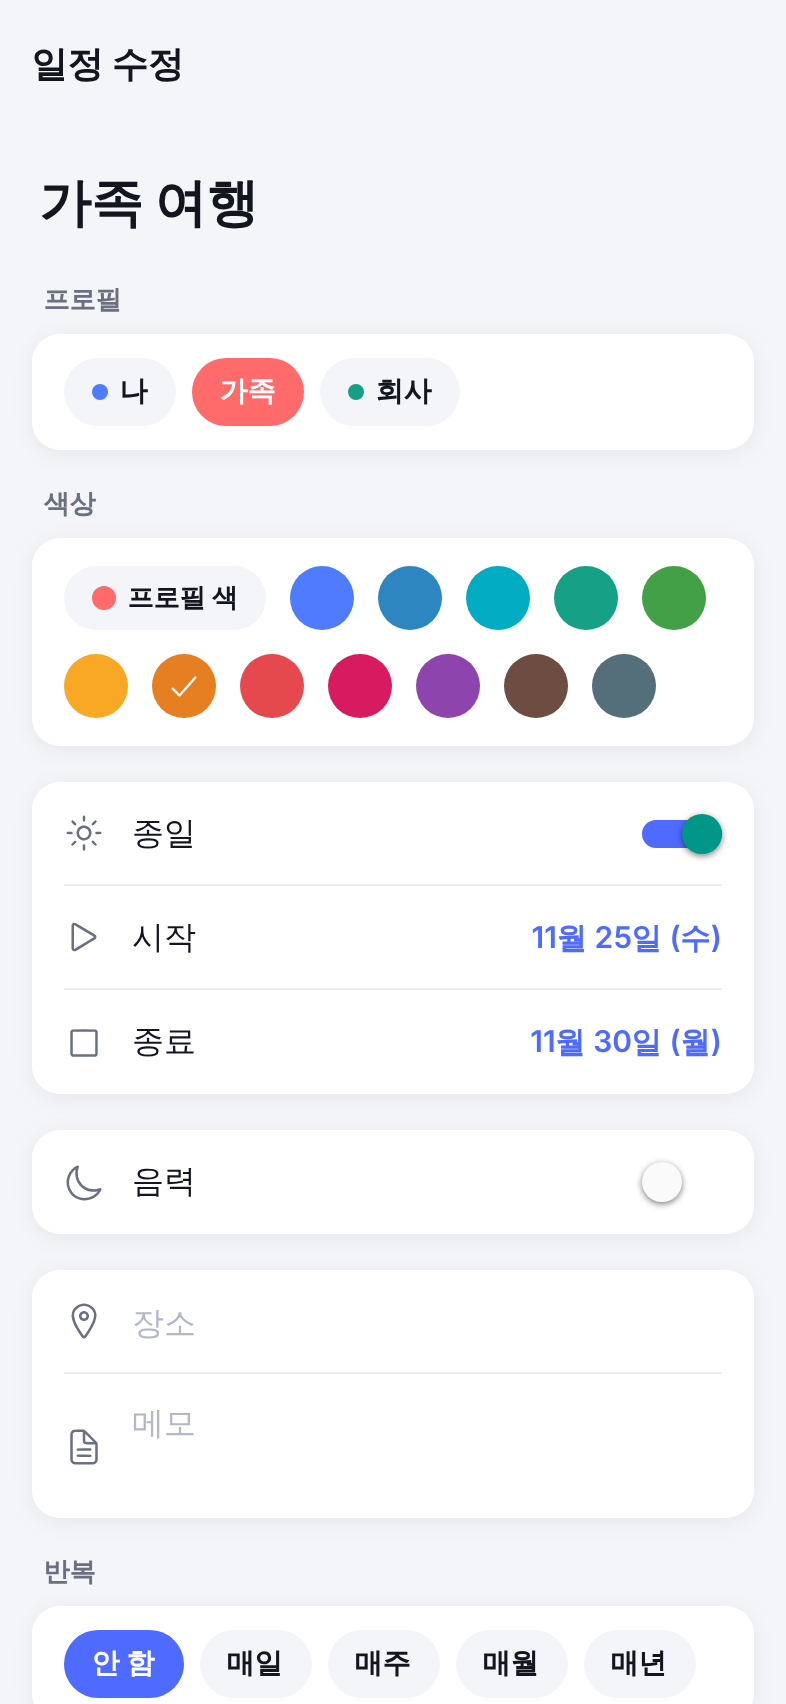 일정 수정
가족 여행
프로필
나 가족 회사
색상
프로필 색
종일
시작 11월 25일 (수)
종료 11월 30일 (월)
음력
장소
메모
반복
안 함 매일 매주 매월 매년